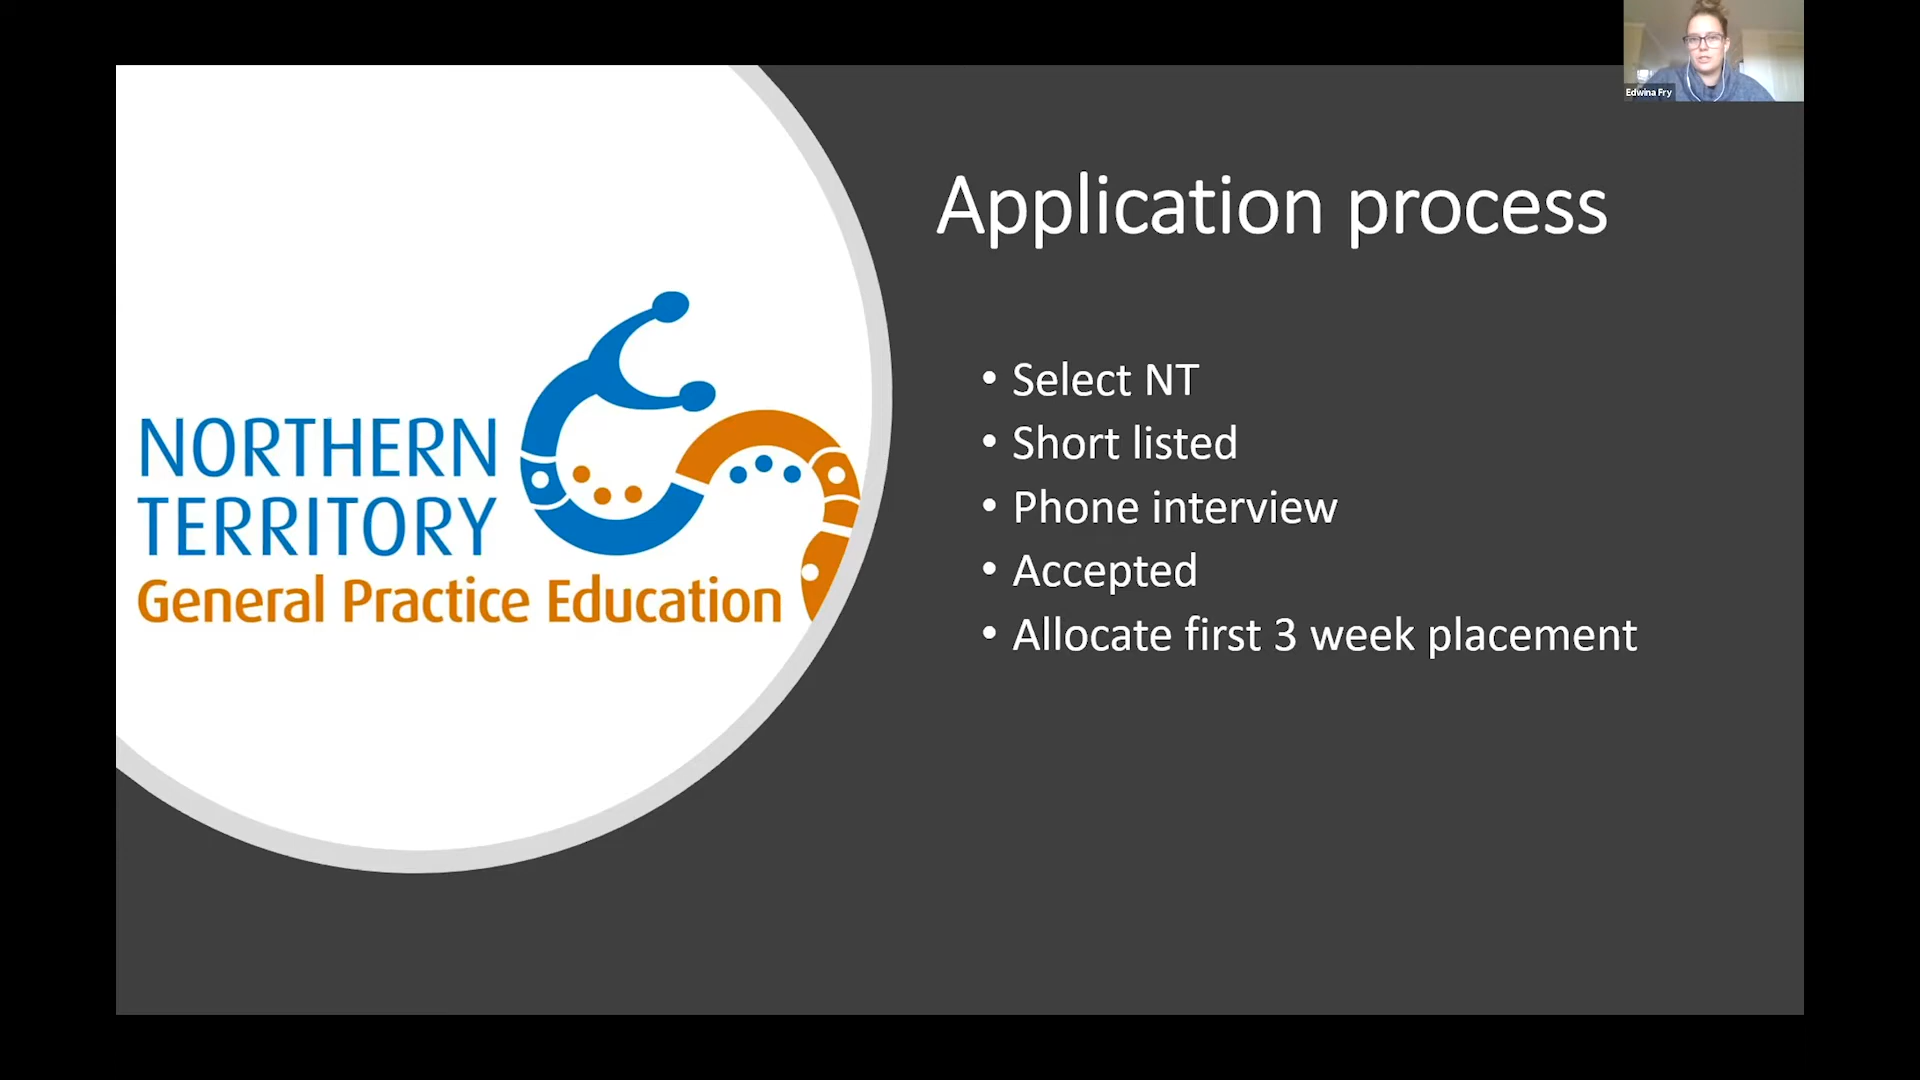 Edwina Fry
Application process
NORTHERN
TERRITORY
General Practice Education
• Select NT
• Short listed
• Phone interview
• Accepted
• Allocate first 3 week placement